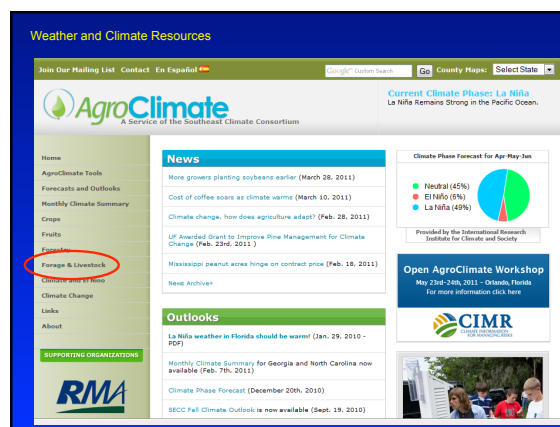 Weather and Climate Resources
Join Our Mailing List Contact En Español
Google™ Custom Search Go County Maps: Select State
AgroClimate
A Service of the Southeast Climate Consortium
Current Climate Phase: La Niña
La Niña Remains Strong in the Pacific Ocean.
Home
AgroClimate Tools
Forecasts and Outlooks
Monthly Climate Summary
Crops
Fruits
Forestry
Forage & Livestock
Climate and El Niño
Climate Change
Links
About
SUPPORTING ORGANIZATIONS
RMA
News
More growers planting soybeans earlier (March 28, 2011)
Cost of coffee soars as climate warms (March 10, 2011)
Climate change, how does agriculture adapt? (Feb. 28, 2011)
UF Awarded Grant to Improve Pine Management for Climate
Change (Feb. 23rd, 2011 )
Mississippi peanut acres hinge on contract price (Feb. 18, 2011)
News Archive+
Outlooks
La Niña weather in Florida should be warm! (Jan. 29, 2010 -
PDF)
Monthly Climate Summary for Georgia and North Carolina now
available (Feb. 7th, 2011)
Climate Phase Forecast (December 20th. 2010)
SECC Fall Climate Outlook is now available (Sept. 19, 2010)
Climate Phase Forecast for Apr-May-Jun
Neutral (45%)
El Niño (6%)
La Niña (49%)
Provided by the International Research
Institute for Climate and Society
Open AgroClimate Workshop
May 23rd-24th, 2011 - Orlando, Florida
For more information click here
CIMR
CLIMATE INFORMATION
FOR MANAGING RISKS